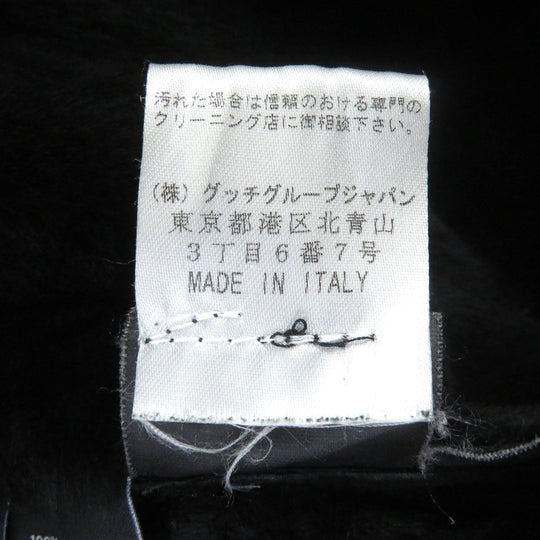 汚れた場合は信頼のおける専門の
クリーニング店に御相談下さい。
(株) グッチグループジャパン
東京都港区北青山
3丁目6番7号
MADE IN ITALY
100%